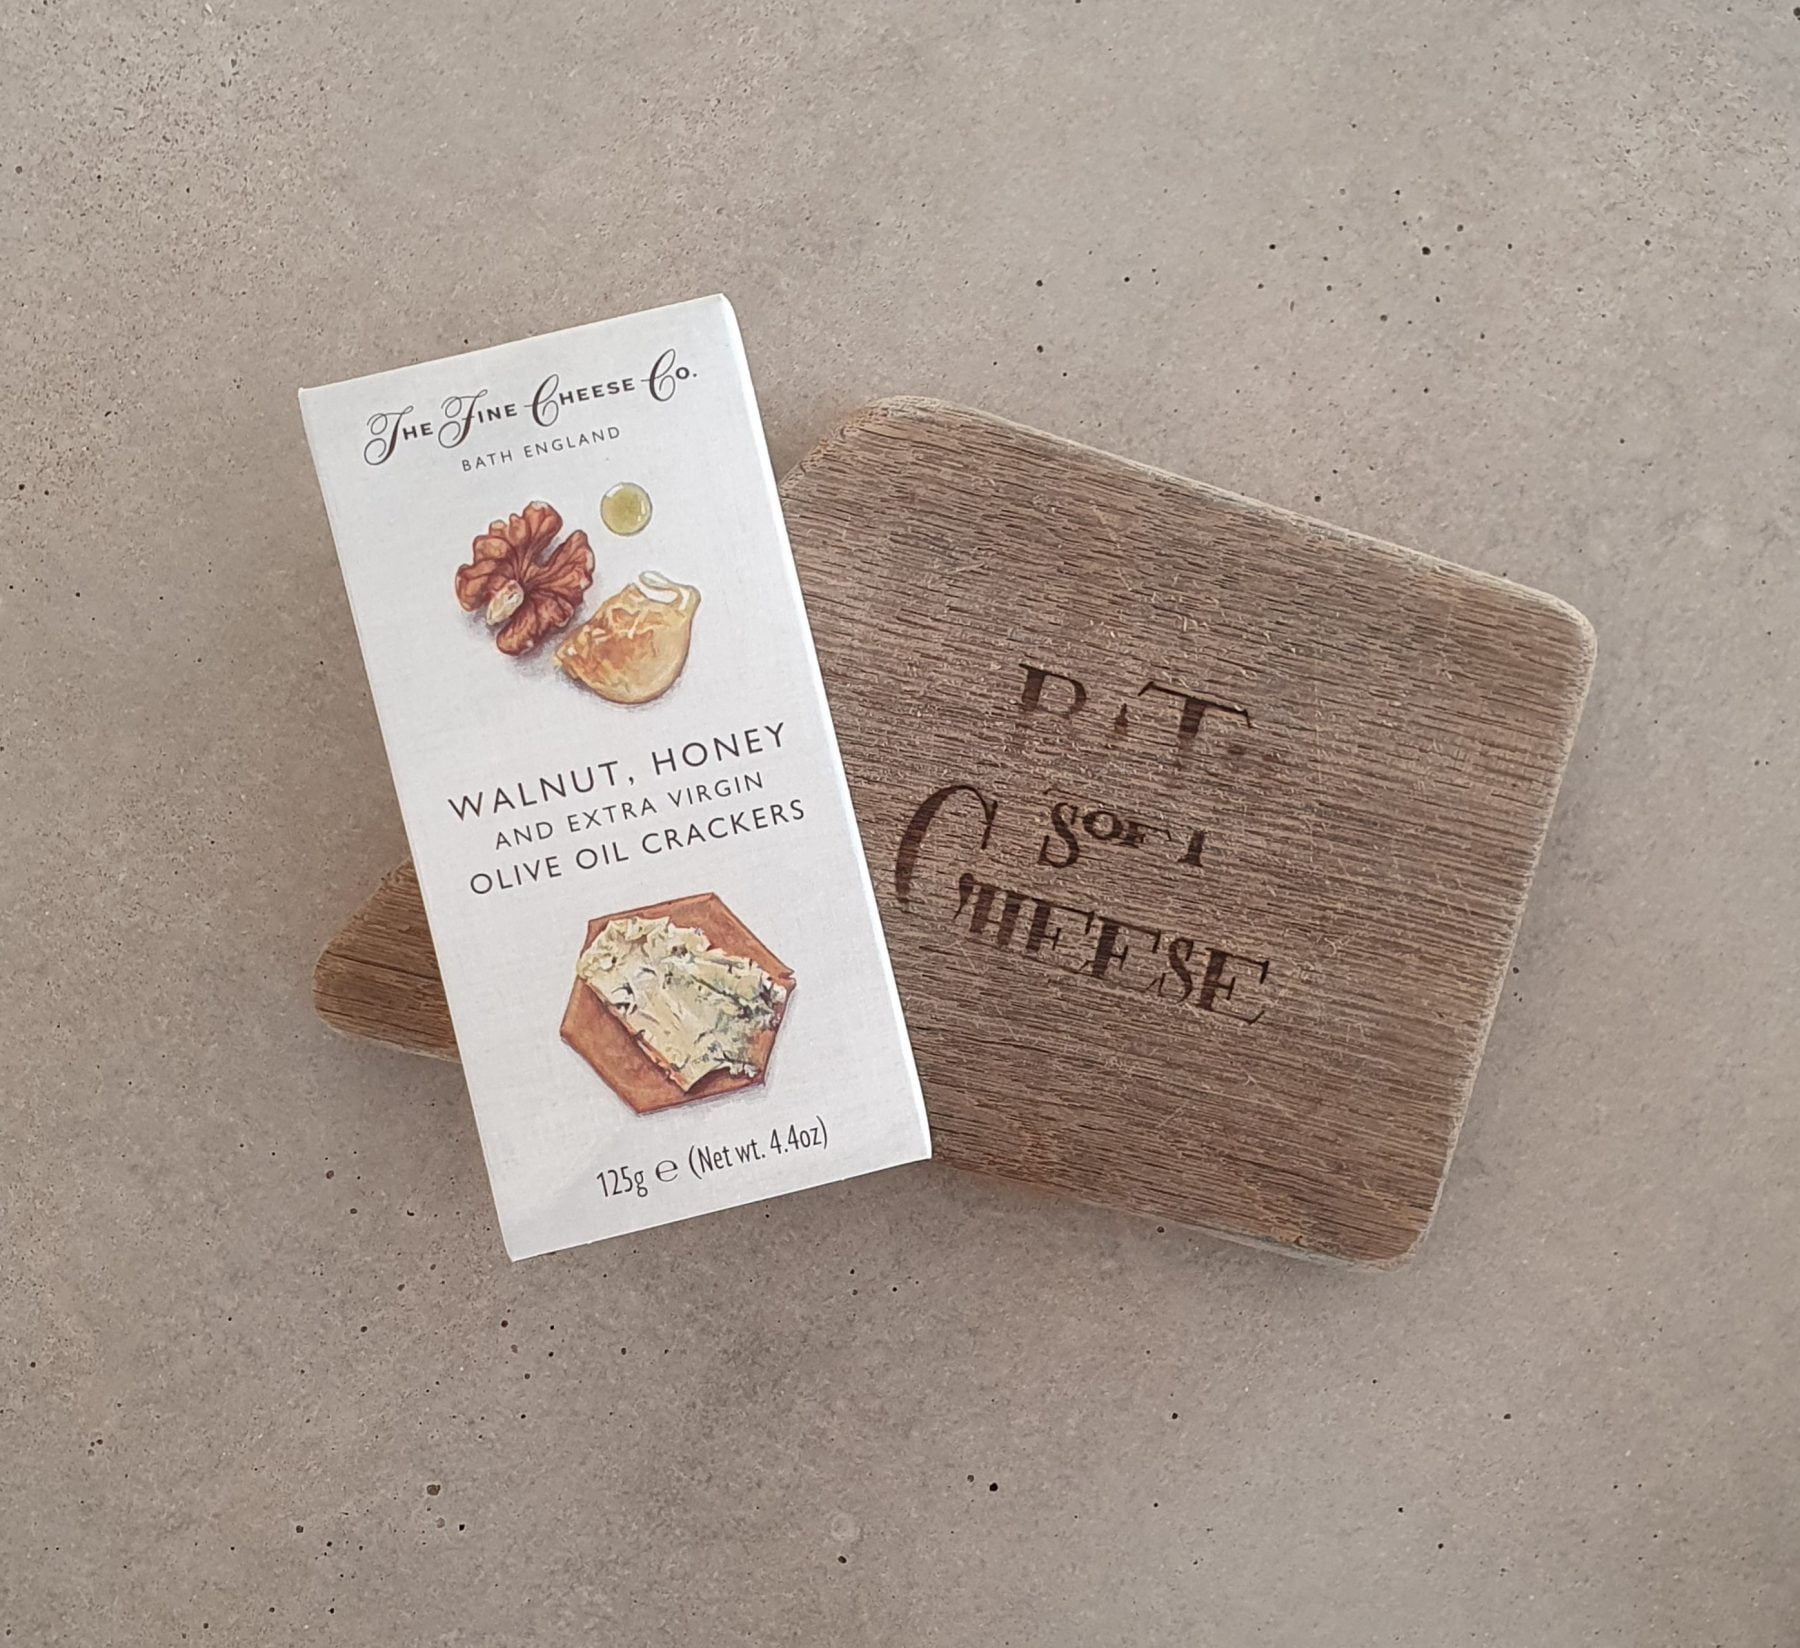 The Fine Cheese Co.
BATH ENGLAND
WALNUT, HONEY
AND EXTRA VIRGIN
OLIVE OIL CRACKERS
125g ℮ (Net wt. 4.4oz)
SOFT
CHEESE